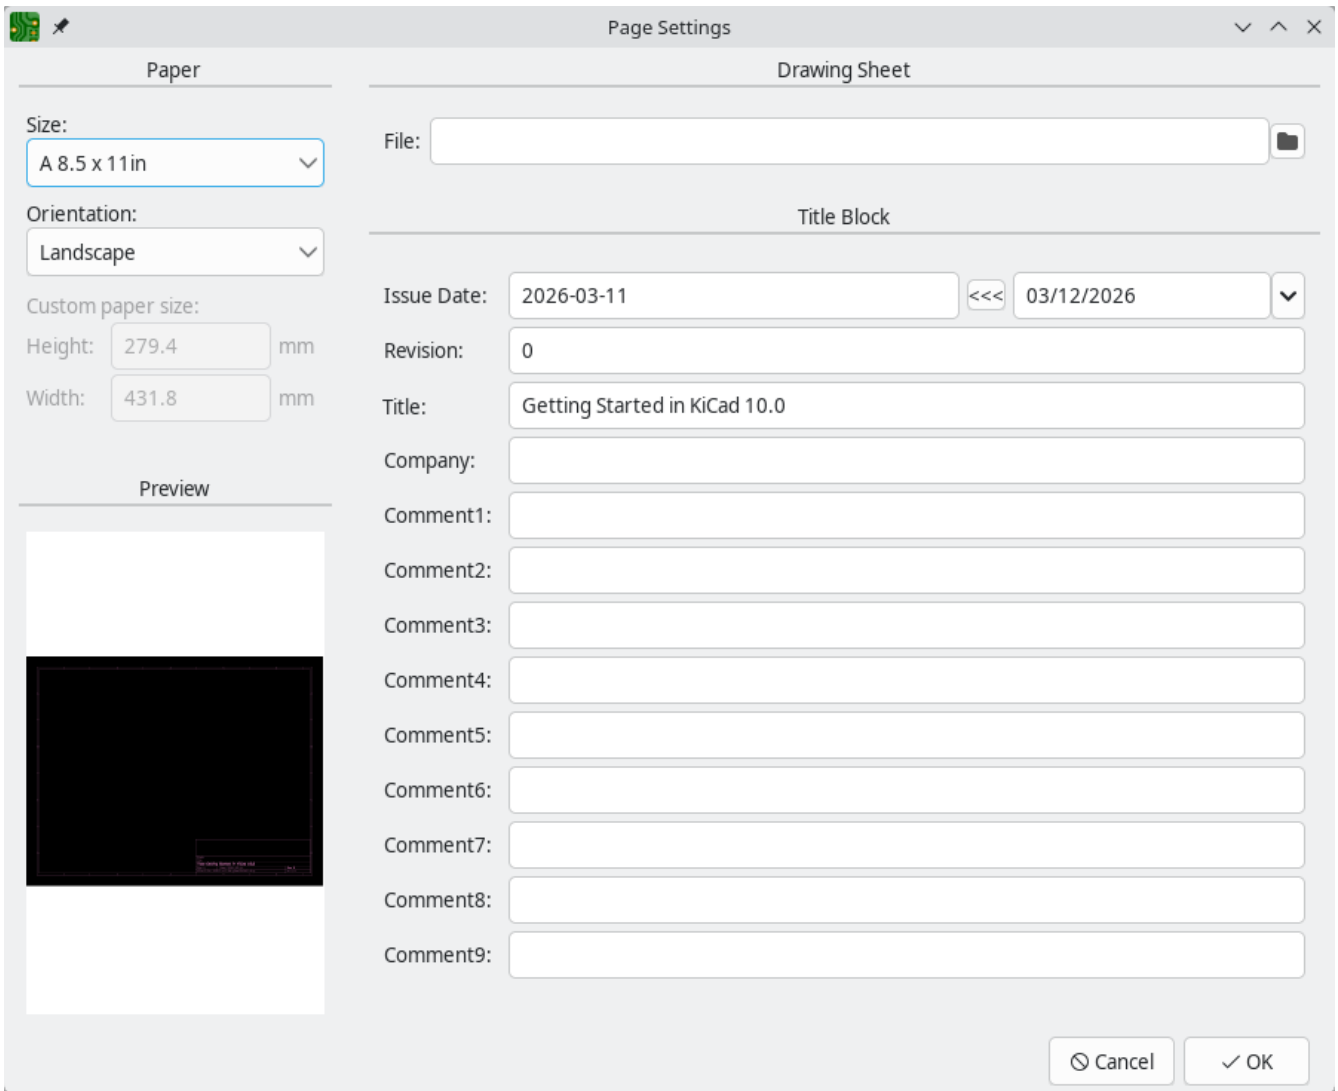 Page Settings
Paper
Size:
A 8.5 x 11in
Orientation:
Landscape
Custom paper size:
Height: 279.4 mm
Width: 431.8 mm
Preview
Drawing Sheet
File:
Title Block
Issue Date: 2026-03-11 <<< 03/12/2026
Revision: 0
Title: Getting Started in KiCad 10.0
Company:
Comment1:
Comment2:
Comment3:
Comment4:
Comment5:
Comment6:
Comment7:
Comment8:
Comment9:
Cancel OK